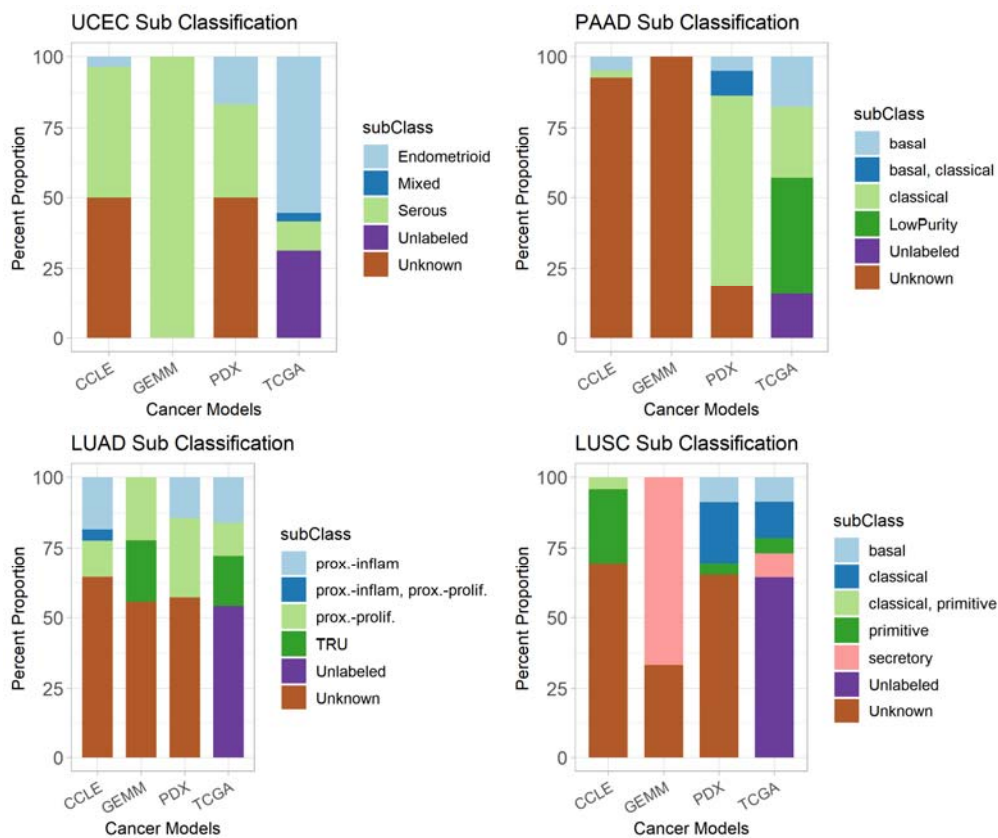 UCEC Sub Classification
100
75
50
25
0
Percent Proportion
CCLE
GEMM
PDX
TCGA
Cancer Models
subClass
Endometrioid
Mixed
Serous
Unlabeled
Unknown
PAAD Sub Classification
100
75
50
25
0
Percent Proportion
CCLE
GEMM
PDX
TCGA
Cancer Models
subClass
basal
basal, classical
classical
LowPurity
Unlabeled
Unknown
LUAD Sub Classification
100
75
50
25
0
Percent Proportion
CCLE
GEMM
PDX
TCGA
Cancer Models
subClass
prox.-inflam
prox.-inflam, prox.-prolif.
prox.-prolif.
TRU
Unlabeled
Unknown
LUSC Sub Classification
100
75
50
25
0
Percent Proportion
CCLE
GEMM
PDX
TCGA
Cancer Models
subClass
basal
classical
classical, primitive
primitive
secretory
Unlabeled
Unknown